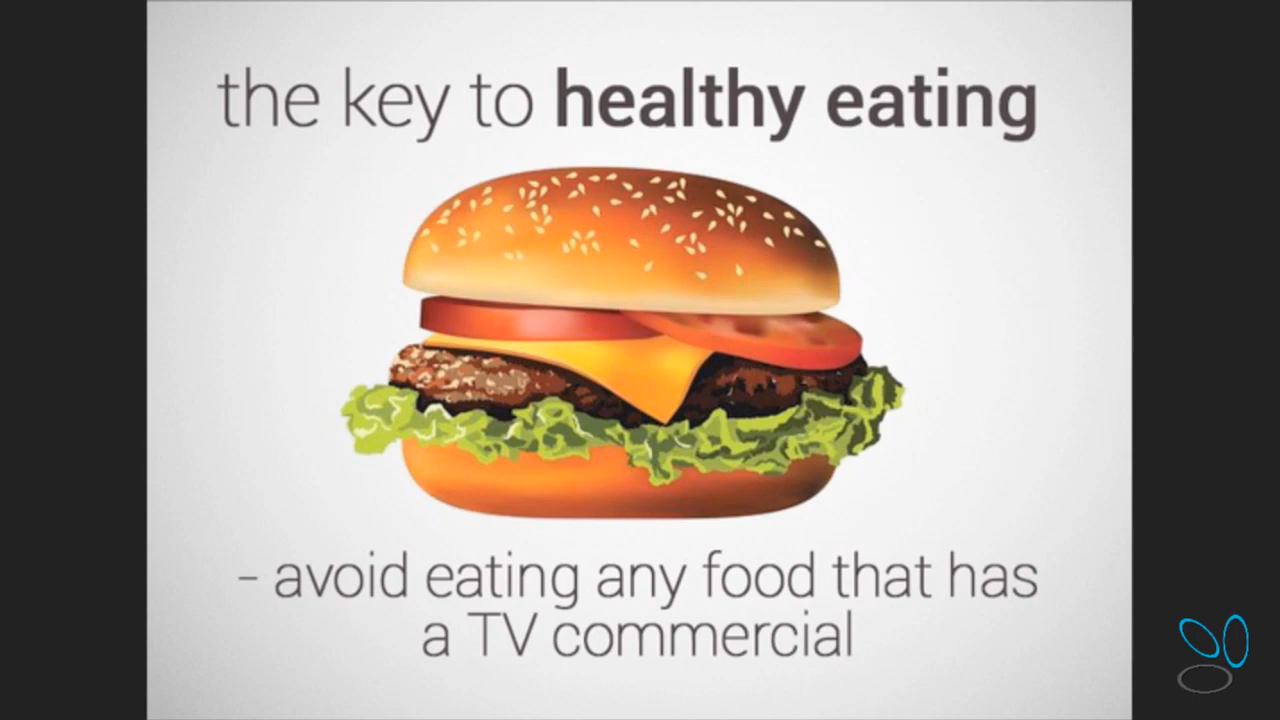 the key to healthy eating
- avoid eating any food that has
a TV commercial